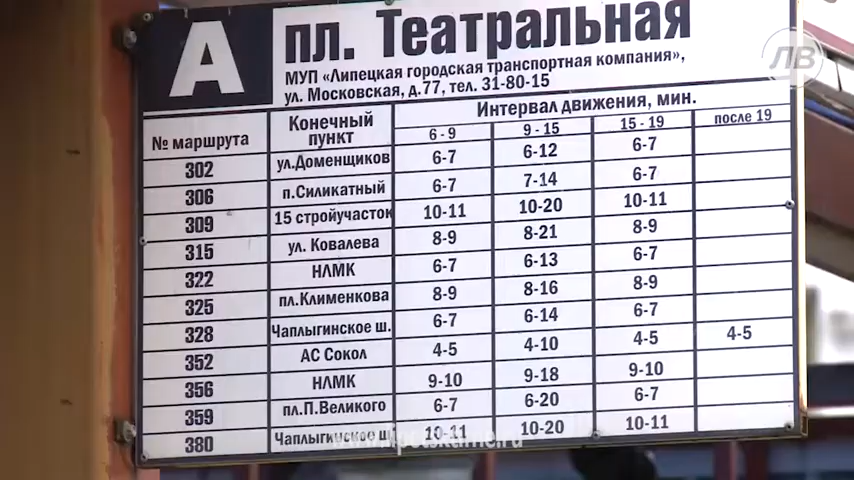 А
пл. Театральная
МУП «Липецкая городская транспортная компания»,
ул. Московская, д.77, тел. 31-80-15
ЛВ
№ маршрута Конечный пункт Интервал движения, мин.
6 - 9 9 - 15 15 - 19 после 19
302 ул.Доменщиков 6-7 6-12 6-7
306 п.Силикатный 6-7 7-14 6-7
309 15 стройучасток 10-11 10-20 10-11
315 ул. Ковалева 8-9 8-21 8-9
322 НЛМК 6-7 6-13 6-7
325 пл.Клименкова 8-9 8-16 8-9
328 Чаплыгинское ш. 6-7 6-14 6-7
352 АС Сокол 4-5 4-10 4-5 4-5
356 НЛМК 9-10 9-18 9-10
359 пл.П.Великого 6-7 6-20 6-7
380 Чаплыгинское ш. 10-11 10-20 10-11